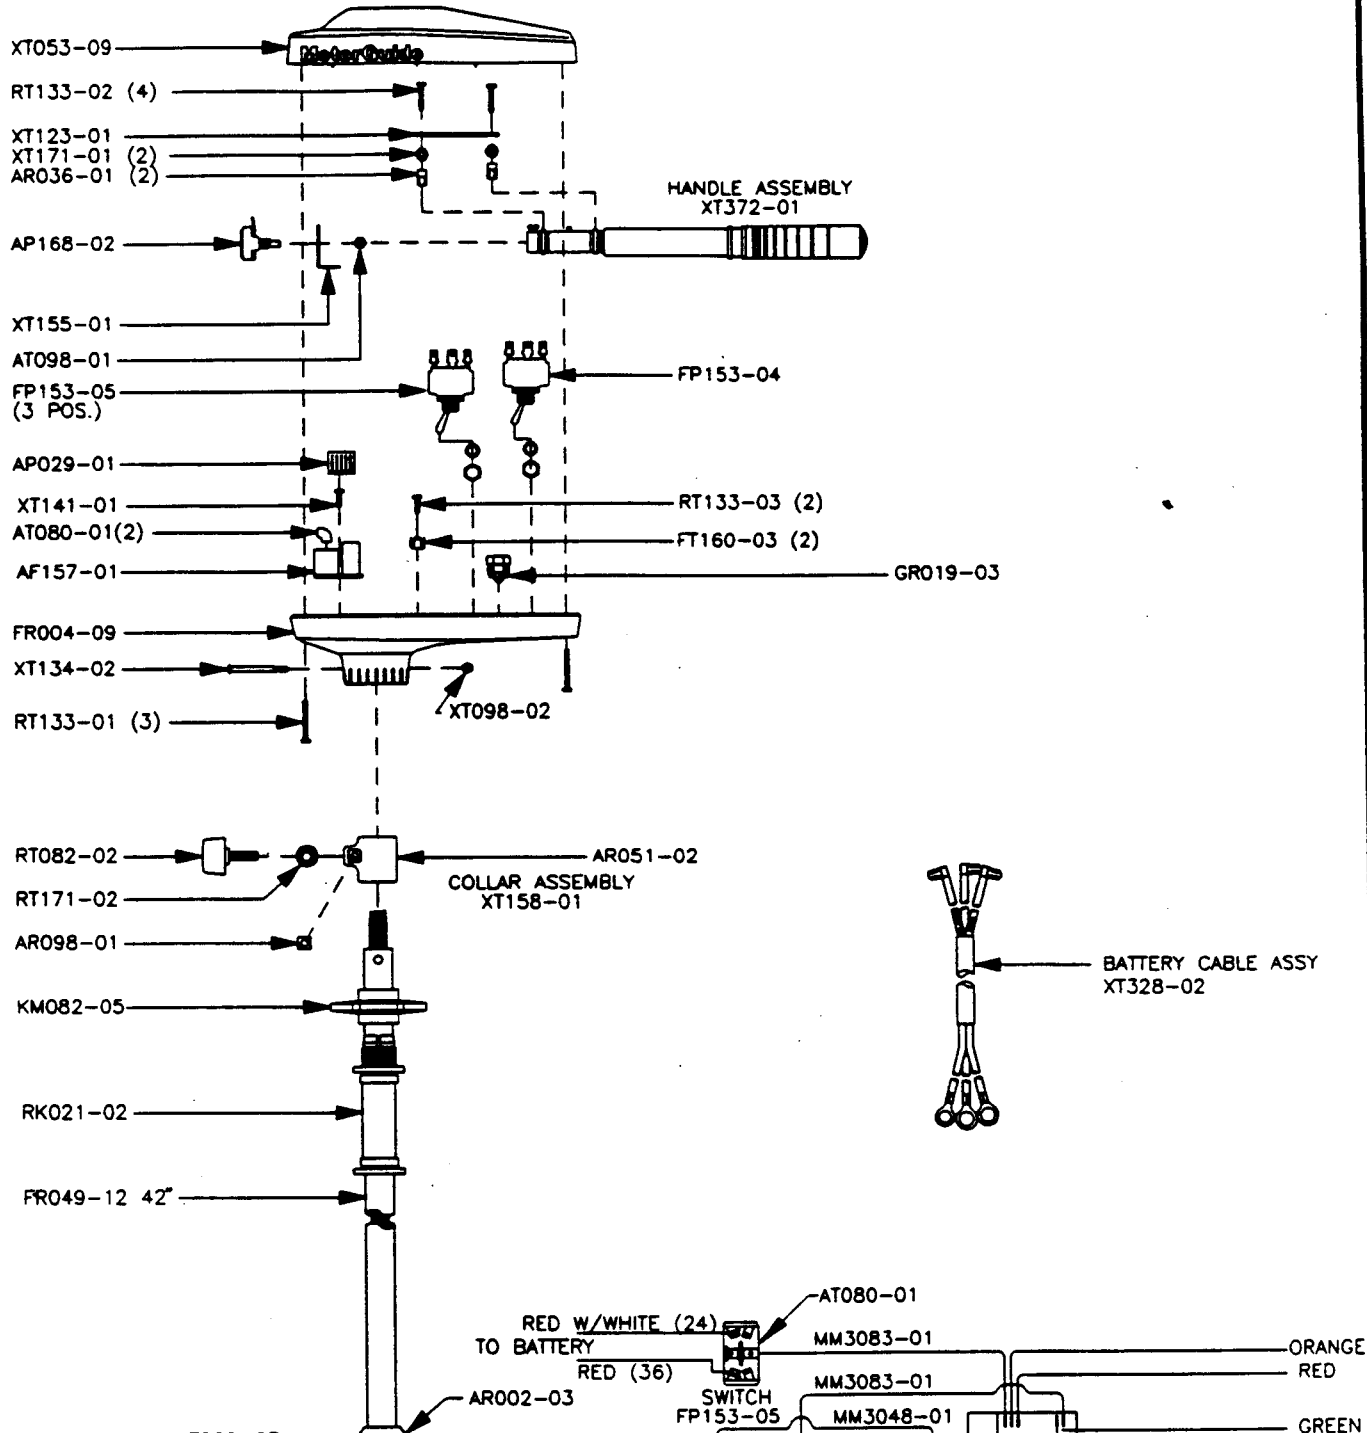 XT053-09
MotorGuide
RT133-02 (4)
XT123-01
XT171-01 (2)
AR036-01 (2)
HANDLE ASSEMBLY
XT372-01
AP168-02
XT155-01
AT098-01
FP153-05
(3 POS.)
FP153-04
AP029-01
XT141-01
RT133-03 (2)
AT080-01(2)
FT160-03 (2)
AF157-01
GR019-03
FR004-09
XT134-02
XT098-02
RT133-01 (3)
RT082-02
AR051-02
COLLAR ASSEMBLY
XT158-01
RT171-02
AR098-01
BATTERY CABLE ASSY
XT328-02
KM082-05
RK021-02
FR049-12 42"
AT080-01
RED W/WHITE (24)
TO BATTERY
RED (36)
MM3083-01
ORANGE
RED
SWITCH
FP153-05
MM3083-01
MM3048-01
GREEN
AR002-03